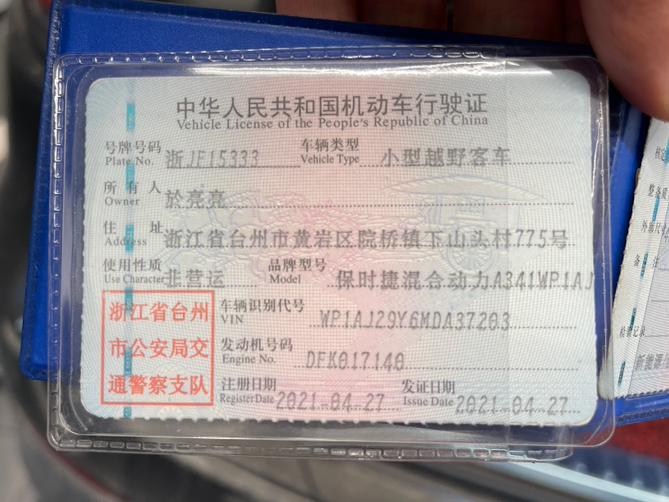 中华人民共和国机动车行驶证
Vehicle License of the People's Republic of China
号牌号码 浙JF15333 车辆类型 小型越野客车
Plate No. Vehicle Type
所有人 於亮亮
Owner
住址 浙江省台州市黄岩区院桥镇下山头村775号
Address
使用性质 非营运 品牌型号 保时捷混合动力A341WP1AJ
Use Character Model
浙江省台州
市公安局交
通警察支队
车辆识别代号 WP1AJ29Y6MDA37203
VIN
发动机号码 DFK017140
Engine No.
注册日期 2021.04.27 发证日期 2021.04.27
Register Date Issue Date